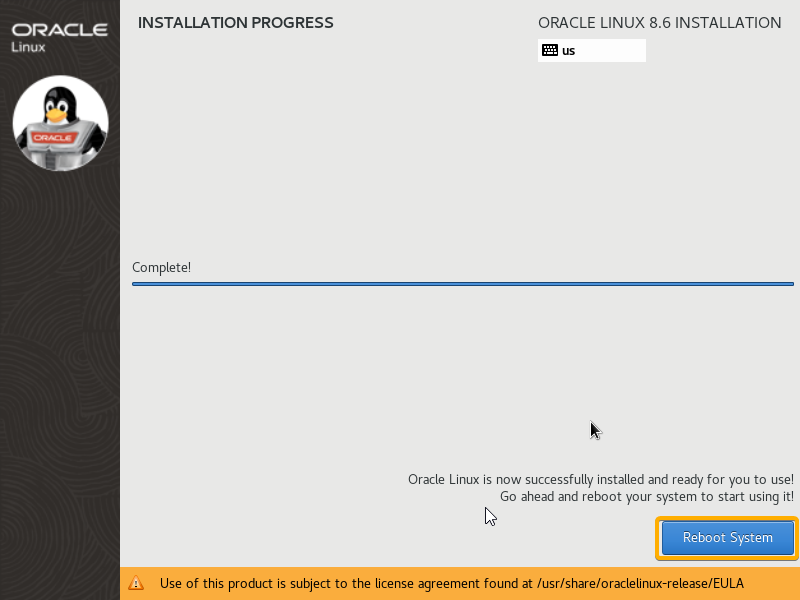 ORACLE
Linux
ORACLE
INSTALLATION PROGRESS
ORACLE LINUX 8.6 INSTALLATION
us
Complete!
Oracle Linux is now successfully installed and ready for you to use!
Go ahead and reboot your system to start using it!
Reboot System
Use of this product is subject to the license agreement found at /usr/share/oraclelinux-release/EULA